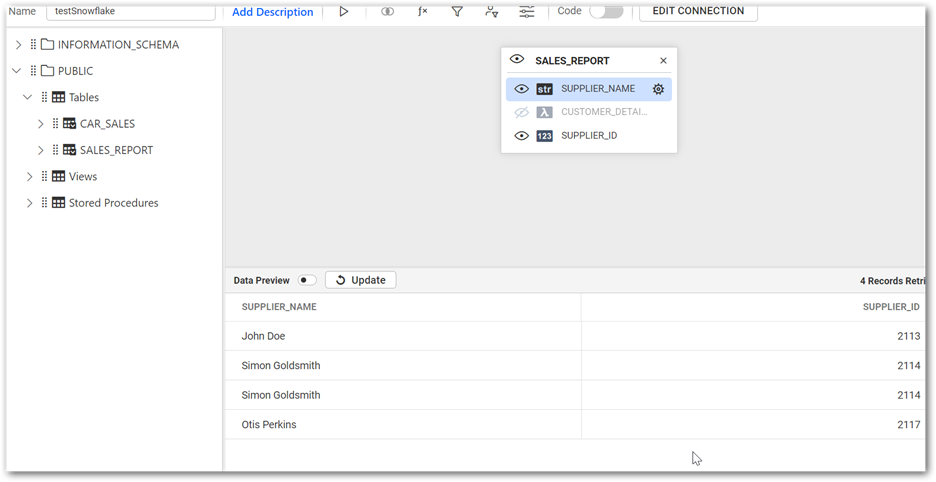 Name testSnowflake Add Description Code EDIT CONNECTION
INFORMATION_SCHEMA
PUBLIC
Tables
CAR_SALES
SALES_REPORT
Views
Stored Procedures
SALES_REPORT
str SUPPLIER_NAME
λ CUSTOMER_DETAI...
123 SUPPLIER_ID
Data Preview Update 4 Records Retri
SUPPLIER_NAME SUPPLIER_ID
John Doe 2113
Simon Goldsmith 2114
Simon Goldsmith 2114
Otis Perkins 2117